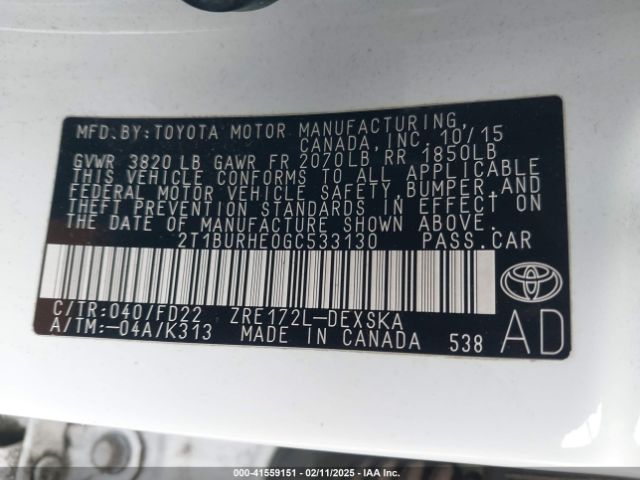 MFD.BY:TOYOTA MOTOR MANUFACTURING,
CANADA,INC. 10/15
GVWR 3820 LB GAWR FR 2070LB RR 1850LB
THIS VEHICLE CONFORMS TO ALL APPLICABLE
FEDERAL MOTOR VEHICLE SAFETY, BUMPER,AND
THEFT PREVENTION STANDARDS IN EFFECT ON
THE DATE OF MANUFACTURE SHOWN ABOVE.
2T1BURHE0GC533130 PASS.CAR
C/TR:040/FD22 ZRE172L-DEXSKA
A/TM:-04A/K313 MADE IN CANADA 538
AD
000-41559151 - 02/11/2025 - IAA, Inc.